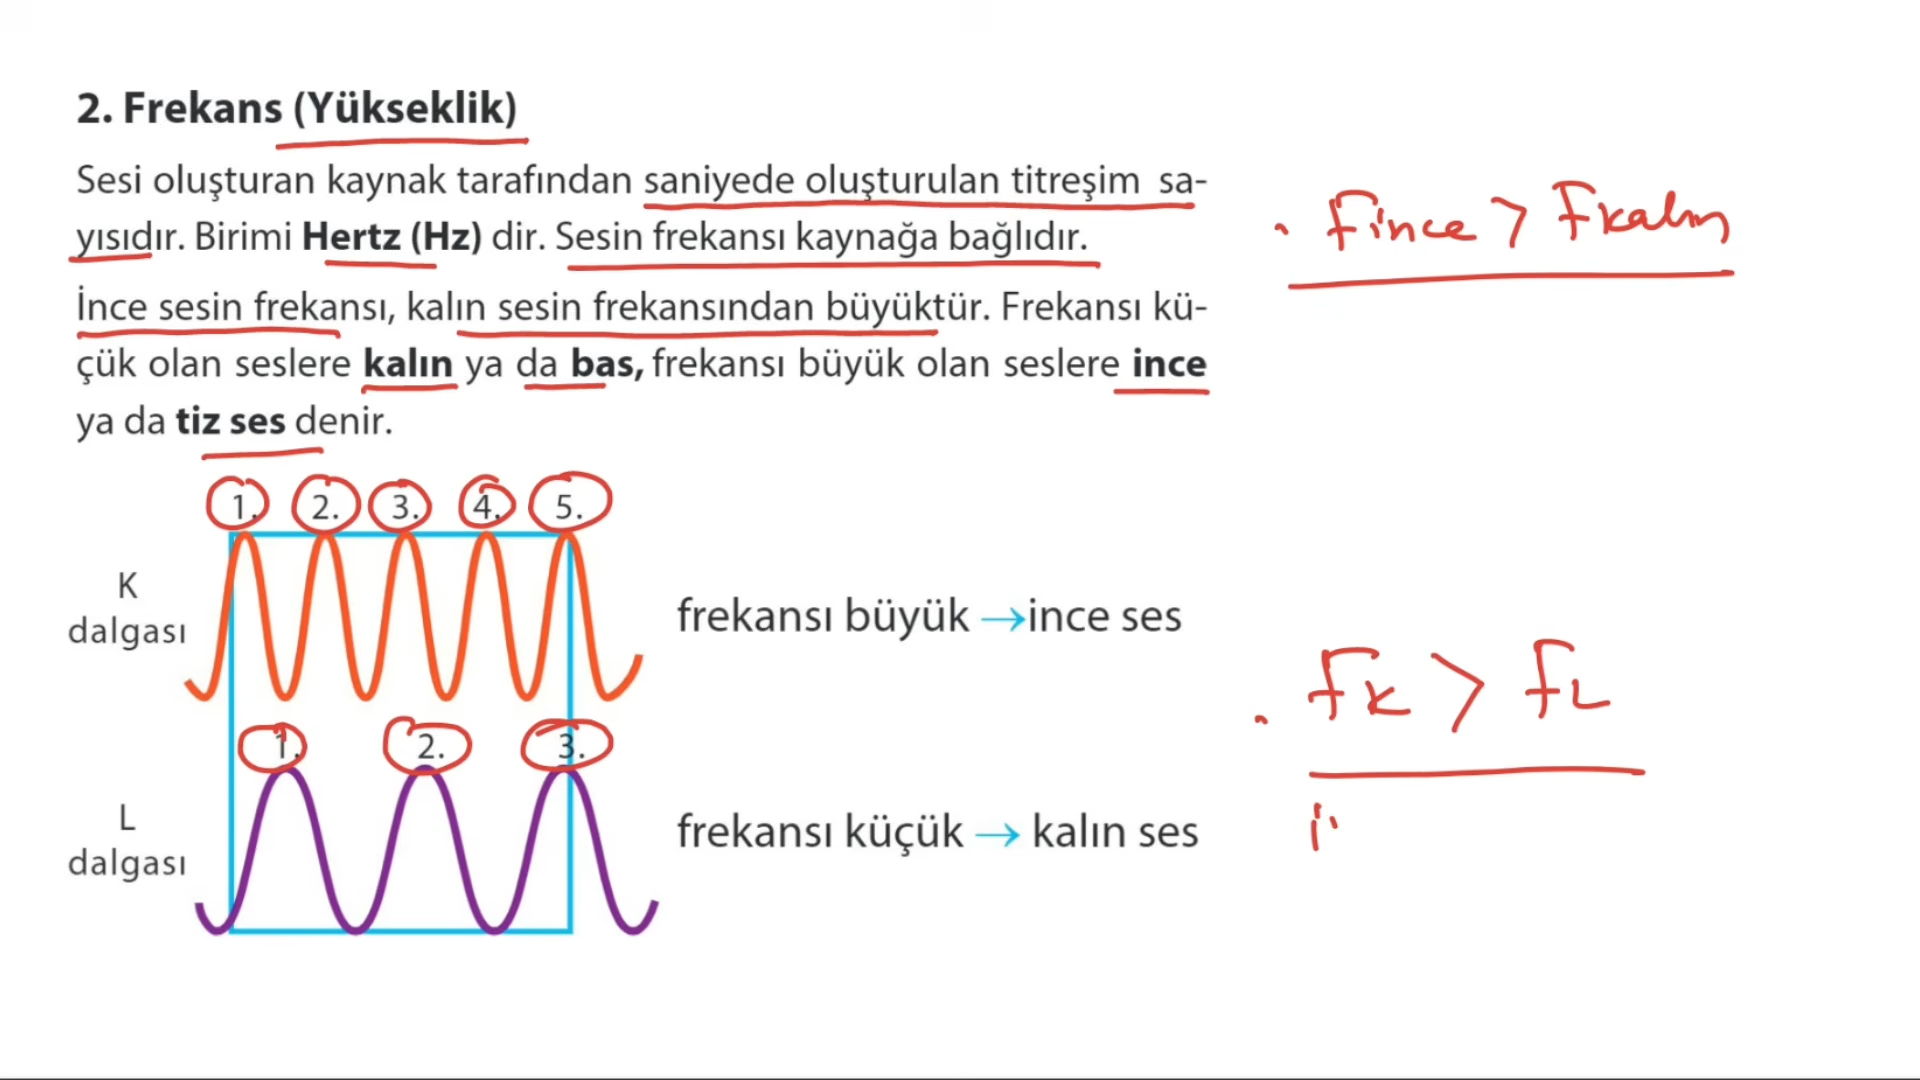 2. Frekans (Yükseklik)
Sesi oluşturan kaynak tarafından saniyede oluşturulan titreşim sa-
yısıdır. Birimi Hertz (Hz) dir. Sesin frekansı kaynağa bağlıdır.
İnce sesin frekansı, kalın sesin frekansından büyüktür. Frekansı kü-
çük olan seslere kalın ya da bas, frekansı büyük olan seslere ince
ya da tiz ses denir.
. fince > fkalın
1. 2. 3. 4. 5.
K
dalgası
frekansı büyük → ince ses
. fK > fL
1. 2. 3.
L
dalgası
frekansı küçük → kalın ses